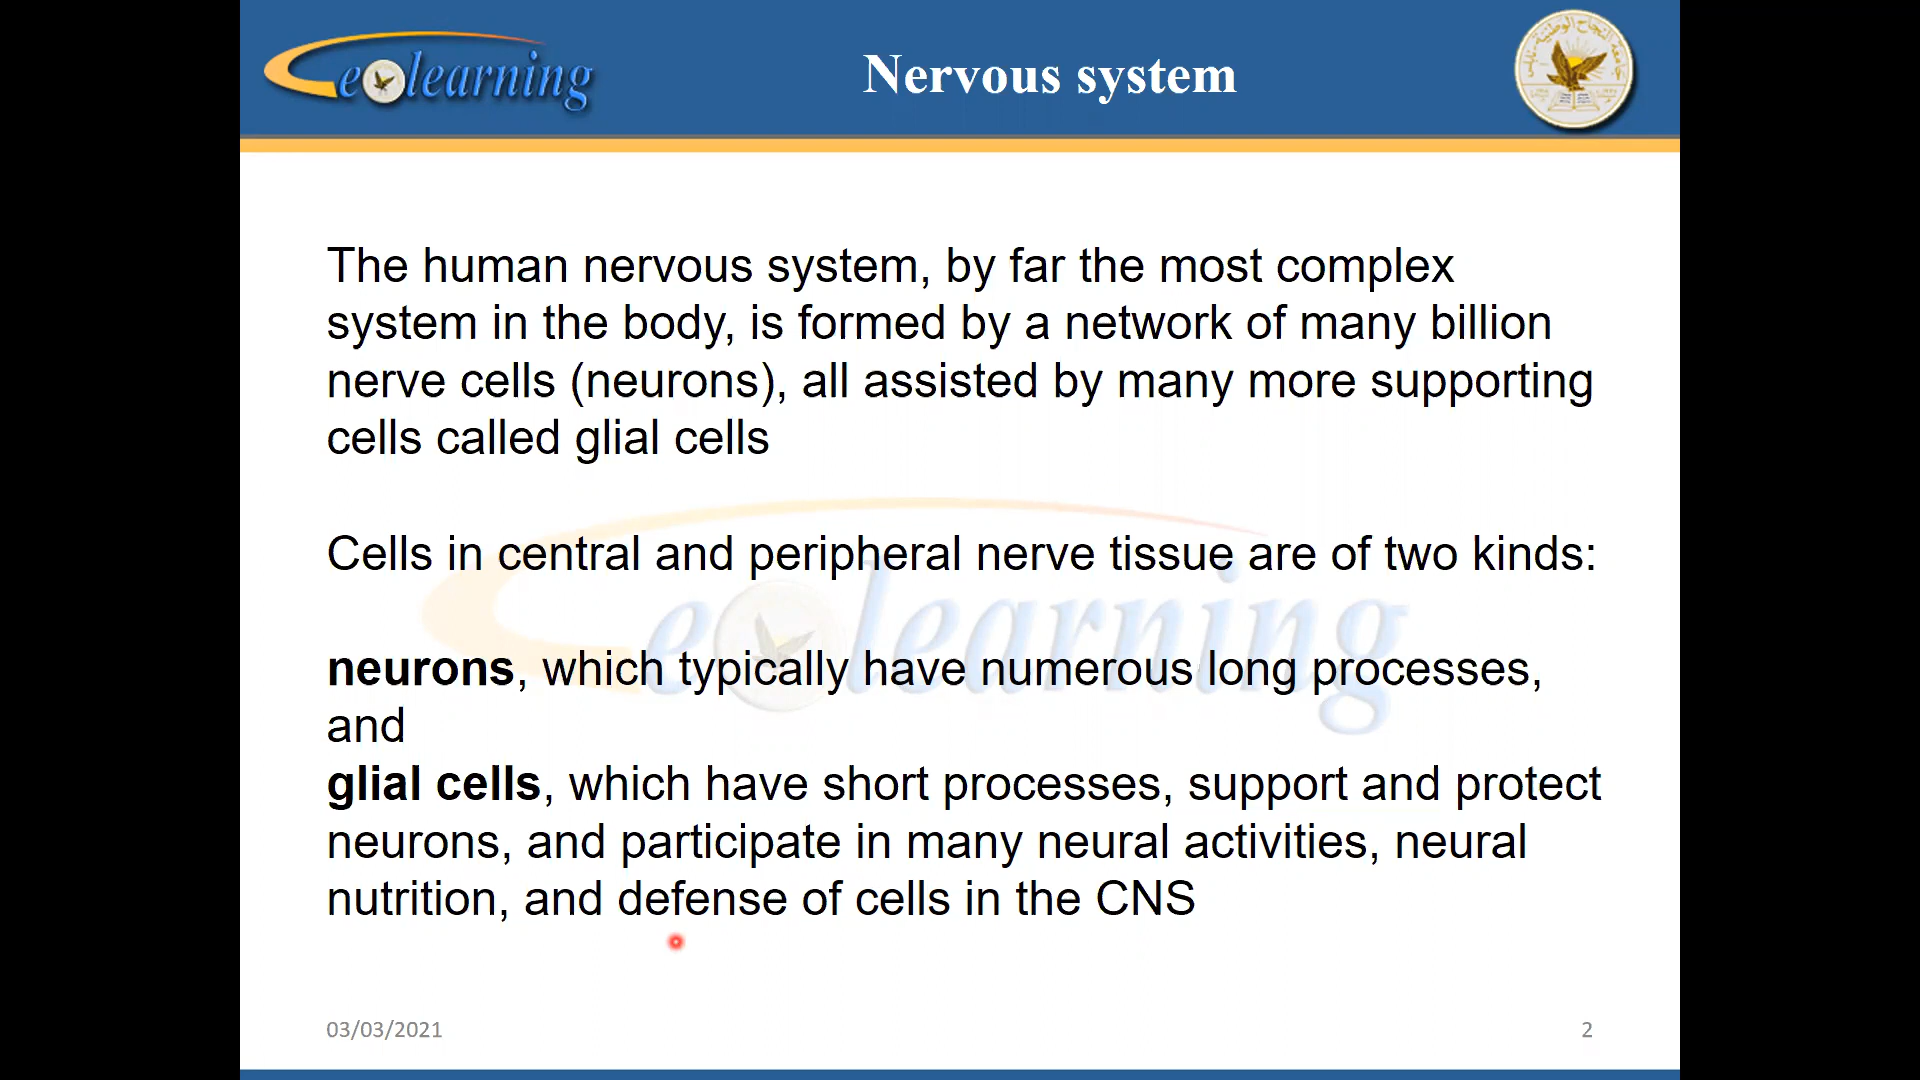 elearning
Nervous system
The human nervous system, by far the most complex
system in the body, is formed by a network of many billion
nerve cells (neurons), all assisted by many more supporting
cells called glial cells
Cells in central and peripheral nerve tissue are of two kinds:
elearning
neurons, which typically have numerous long processes,
and
glial cells, which have short processes, support and protect
neurons, and participate in many neural activities, neural
nutrition, and defense of cells in the CNS
03/03/2021
2